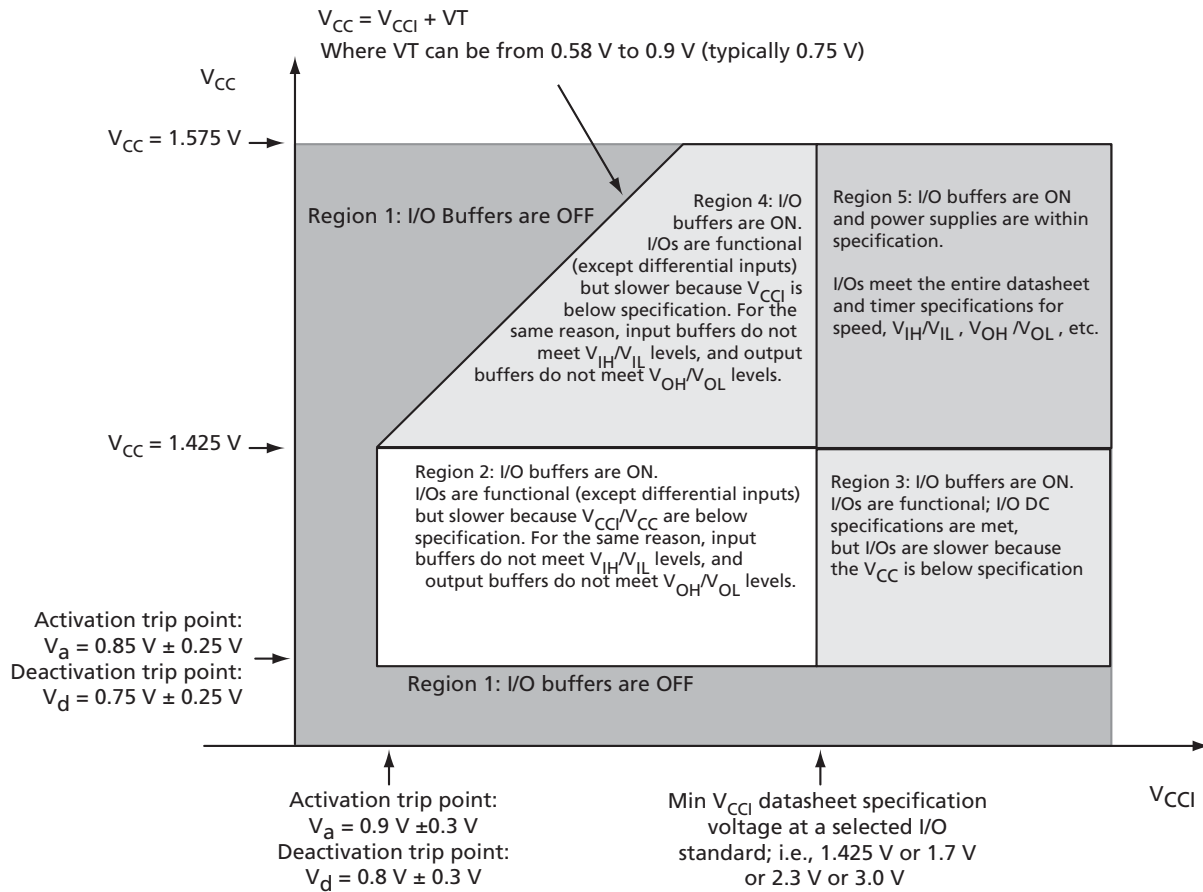 VCC = VCCI + VT
Where VT can be from 0.58 V to 0.9 V (typically 0.75 V)
VCC
VCC = 1.575 V
Region 1: I/O Buffers are OFF
Region 4: I/O
buffers are ON.
I/Os are functional
(except differential inputs)
but slower because VCCI is
below specification. For the
same reason, input buffers do not
meet VIH/VIL levels, and output
buffers do not meet VOH/VOL levels.
Region 5: I/O buffers are ON
and power supplies are within
specification.
I/Os meet the entire datasheet
and timer specifications for
speed, VIH/VIL , VOH /VOL , etc.
VCC = 1.425 V
Region 2: I/O buffers are ON.
I/Os are functional (except differential inputs)
but slower because VCCI/VCC are below
specification. For the same reason, input
buffers do not meet VIH/VIL levels, and
output buffers do not meet VOH/VOL levels.
Region 3: I/O buffers are ON.
I/Os are functional; I/O DC
specifications are met,
but I/Os are slower because
the VCC is below specification
Activation trip point:
Va = 0.85 V ± 0.25 V
Deactivation trip point:
Vd = 0.75 V ± 0.25 V
Region 1: I/O buffers are OFF
Activation trip point:
Va = 0.9 V ±0.3 V
Deactivation trip point:
Vd = 0.8 V ± 0.3 V
Min VCCI datasheet specification
voltage at a selected I/O
standard; i.e., 1.425 V or 1.7 V
or 2.3 V or 3.0 V
VCCI